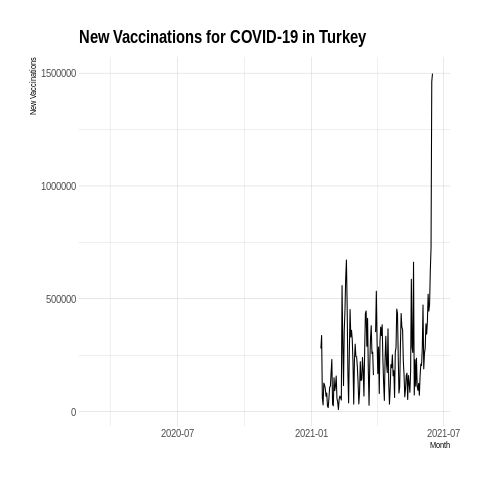 New Vaccinations for COVID-19 in Turkey
New Vaccinations
1500000
1000000
500000
0
2020-07
2021-01
2021-07
Month